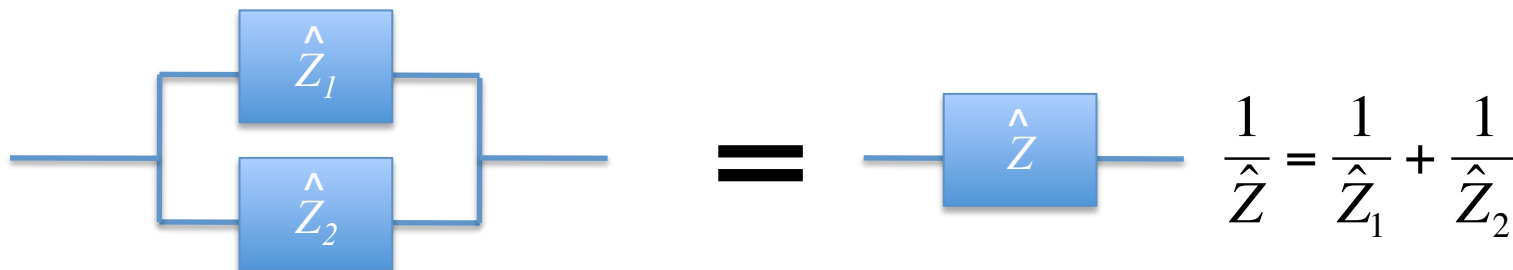 Ẑ₁
Ẑ₂
=
Ẑ
1/Ẑ = 1/Ẑ₁ + 1/Ẑ₂